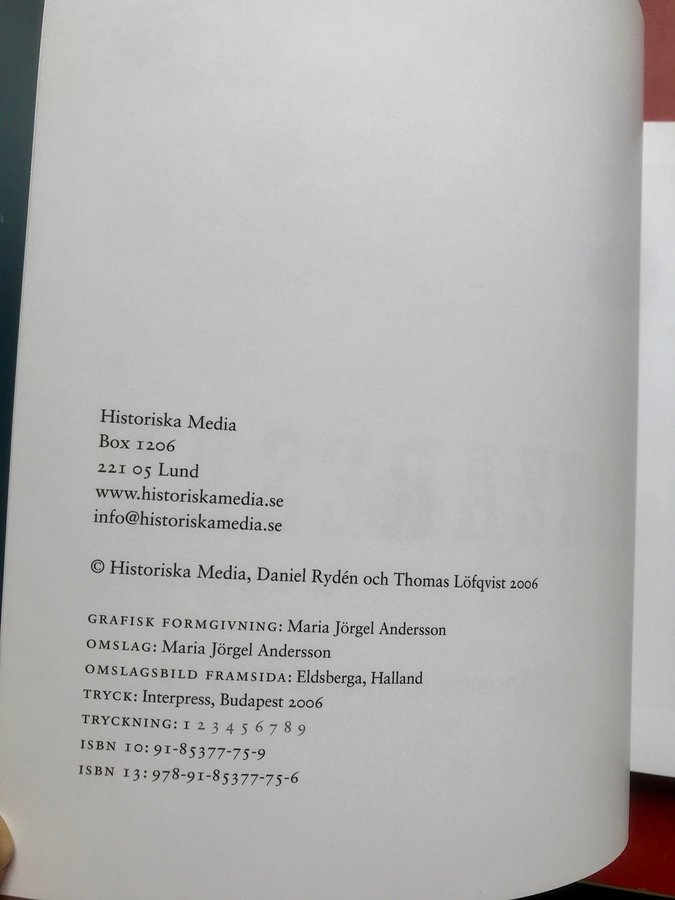 Historiska Media
Box 1206
221 05 Lund
www.historiskamedia.se
info@historiskamedia.se
© Historiska Media, Daniel Rydén och Thomas Löfqvist 2006
GRAFISK FORMGIVNING: Maria Jörgel Andersson
OMSLAG: Maria Jörgel Andersson
OMSLAGSBILD FRAMSIDA: Eldsberga, Halland
TRYCK: Interpress, Budapest 2006
TRYCKNING: 1 2 3 4 5 6 7 8 9
ISBN 10: 91-85377-75-9
ISBN 13: 978-91-85377-75-6